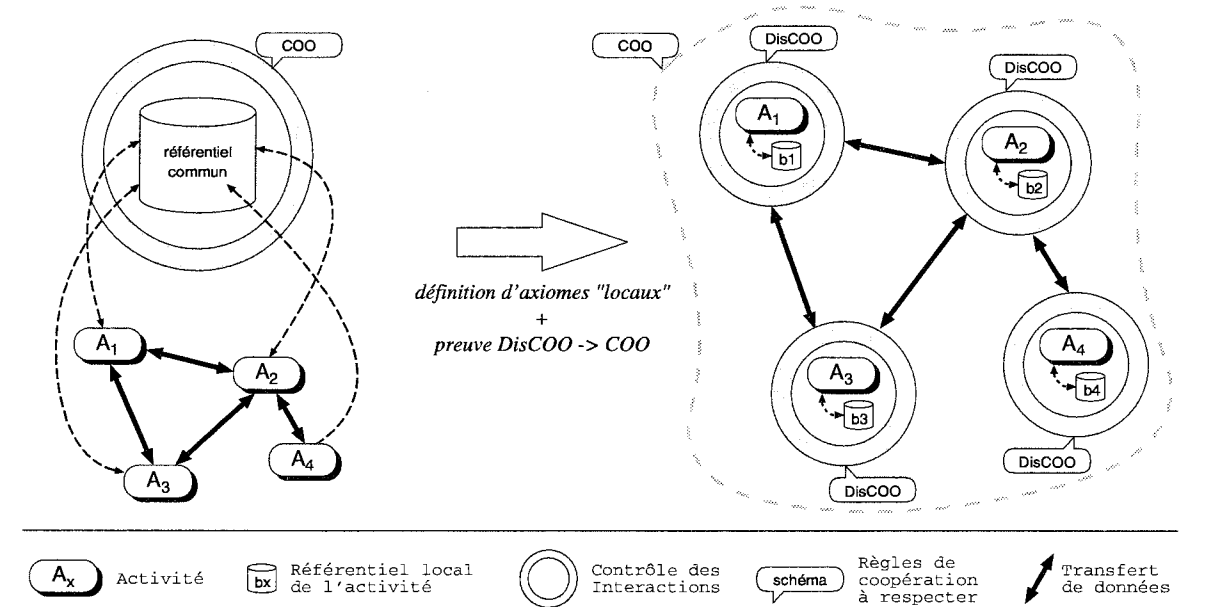 COO
référentiel
commun
A1
A2
A3
A4
définition d'axiomes "locaux"
+
preuve DisCOO -> COO
COO
DisCOO
A1
b1
DisCOO
A2
b2
A3
b3
DisCOO
A4
b4
DisCOO
Ax
Activité
bx
Référentiel local
de l'activité
Contrôle des
Interactions
schéma
Règles de
coopération
à respecter
Transfert
de données